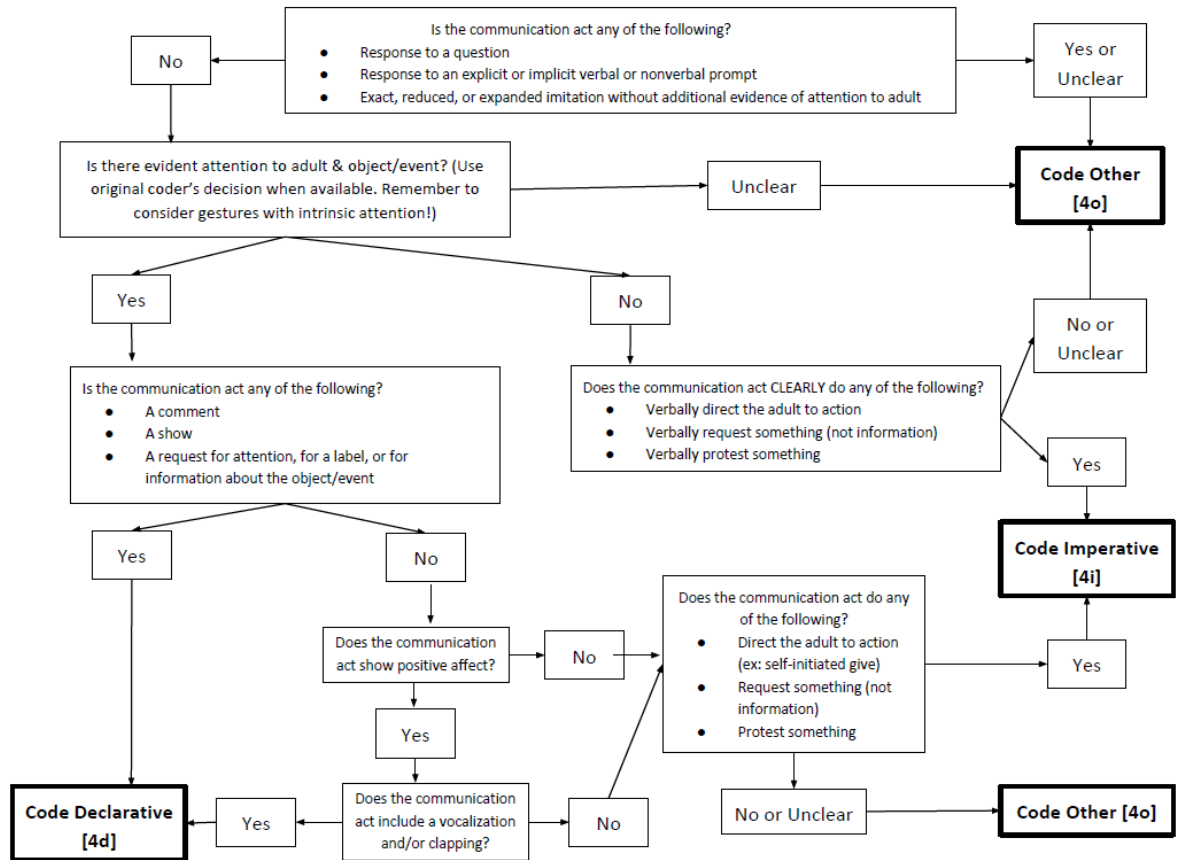 Is the communication act any of the following?
● Response to a question
● Response to an explicit or implicit verbal or nonverbal prompt
● Exact, reduced, or expanded imitation without additional evidence of attention to adult
No
Yes or
Unclear
Is there evident attention to adult & object/event? (Use
original coder's decision when available. Remember to
consider gestures with intrinsic attention!)
Unclear
Code Other
[4o]
Yes
No
No or
Unclear
Is the communication act any of the following?
● A comment
● A show
● A request for attention, for a label, or for
information about the object/event
Does the communication act CLEARLY do any of the following?
● Verbally direct the adult to action
● Verbally request something (not information)
● Verbally protest something
Yes
Yes
No
Code Imperative
[4i]
Does the communication
act show positive affect?
No
Does the communication act do any
of the following?
● Direct the adult to action
(ex: self-initiated give)
● Request something (not
information)
● Protest something
Yes
Yes
Code Declarative
[4d]
Yes
Does the communication
act include a vocalization
and/or clapping?
No
No or Unclear
Code Other [4o]